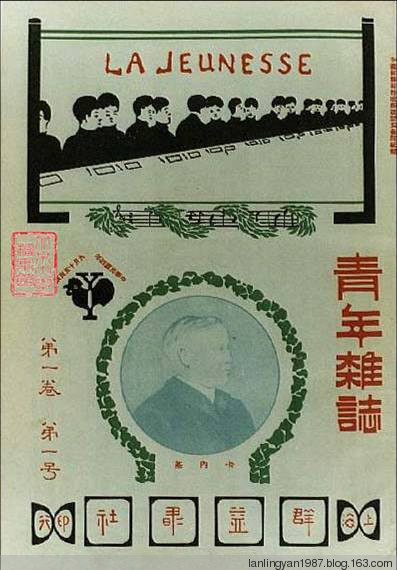 LA JEUNESSE
青年雜誌
第一卷 第一号
卡內基
上海群益書社印行
lanlingyan1987.blog.163.com